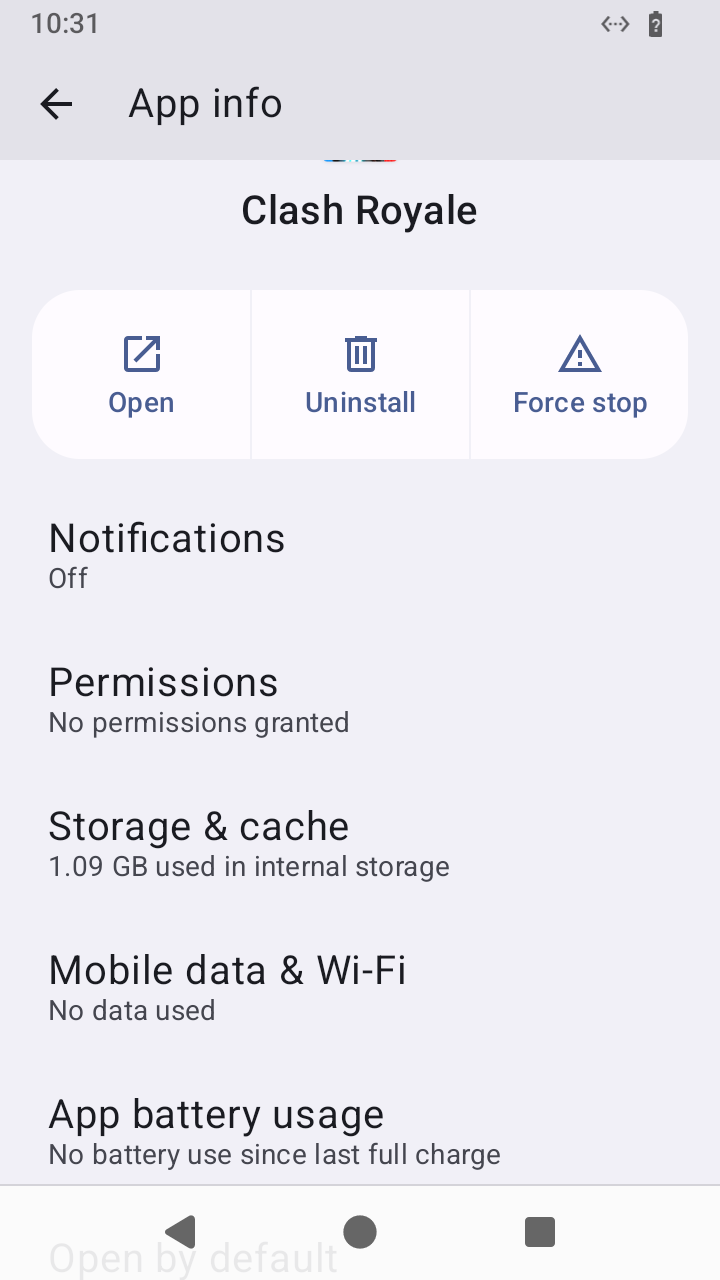 10:31
App info
Clash Royale
Open
Uninstall
Force stop
Notifications
Off
Permissions
No permissions granted
Storage & cache
1.09 GB used in internal storage
Mobile data & Wi-Fi
No data used
App battery usage
No battery use since last full charge
Open by default